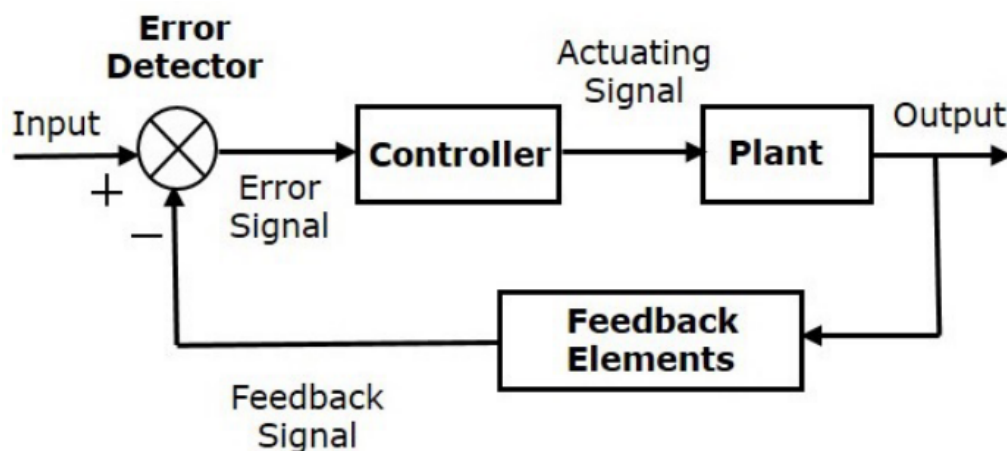 Error
Detector
Input
+
−
Error
Signal
Controller
Actuating
Signal
Plant
Output
Feedback
Elements
Feedback
Signal